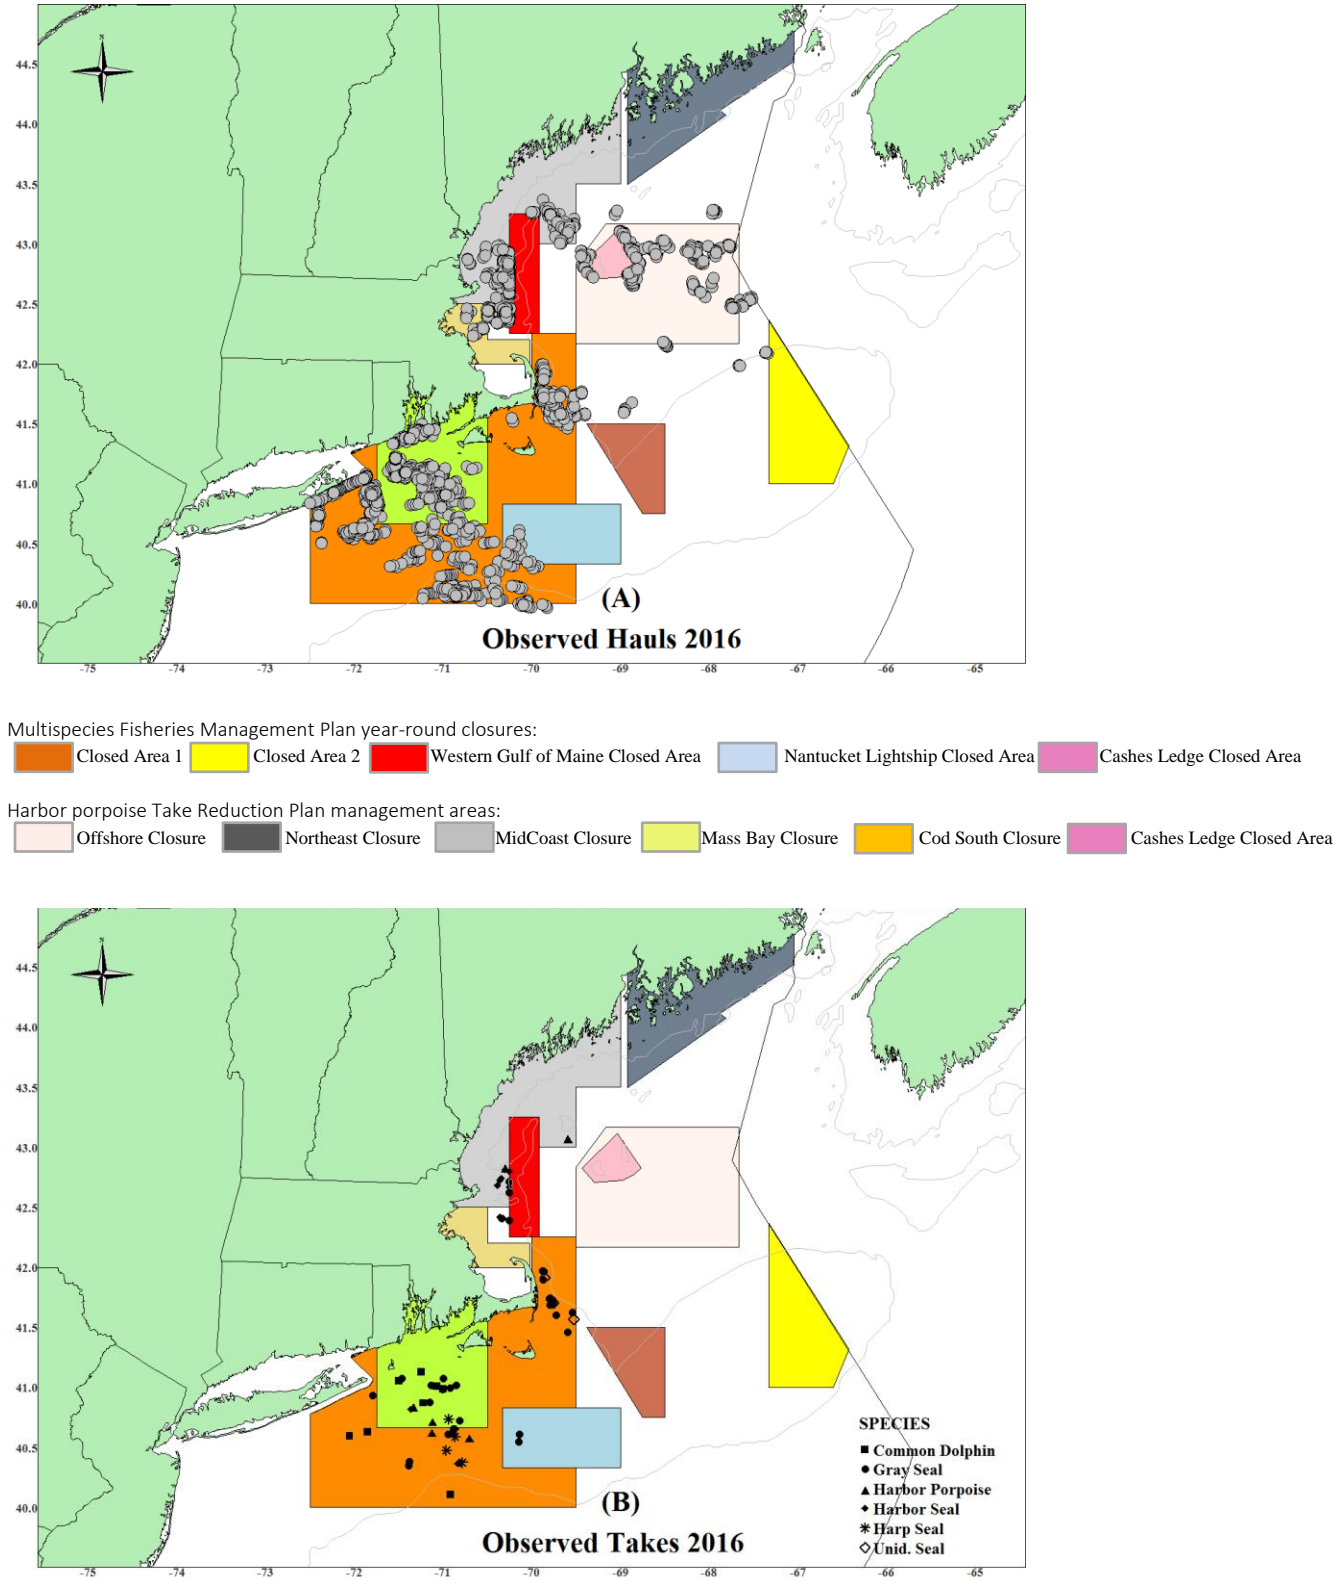 N
44.5
44.0
43.5
43.0
42.5
42.0
41.5
41.0
40.5
40.0
(A)
Observed Hauls 2016
-75 -74 -73 -72 -71 -70 -69 -68 -67 -66 -65
Multispecies Fisheries Management Plan year-round closures:
Closed Area 1 Closed Area 2 Western Gulf of Maine Closed Area Nantucket Lightship Closed Area Cashes Ledge Closed Area
Harbor porpoise Take Reduction Plan management areas:
Offshore Closure Northeast Closure MidCoast Closure Mass Bay Closure Cod South Closure Cashes Ledge Closed Area
N
44.5
44.0
43.5
43.0
42.5
42.0
41.5
41.0
40.5
40.0
SPECIES
Common Dolphin
Gray Seal
Harbor Porpoise
Harbor Seal
Harp Seal
Unid. Seal
(B)
Observed Takes 2016
-75 -74 -73 -72 -71 -70 -69 -68 -67 -66 -65